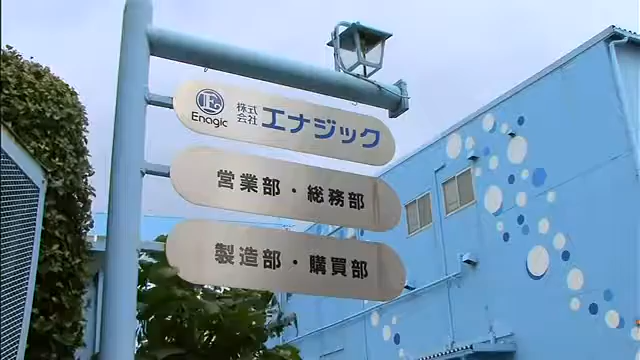 E
Enagic
株式会社 エナジック
営業部・総務部
製造部・購買部